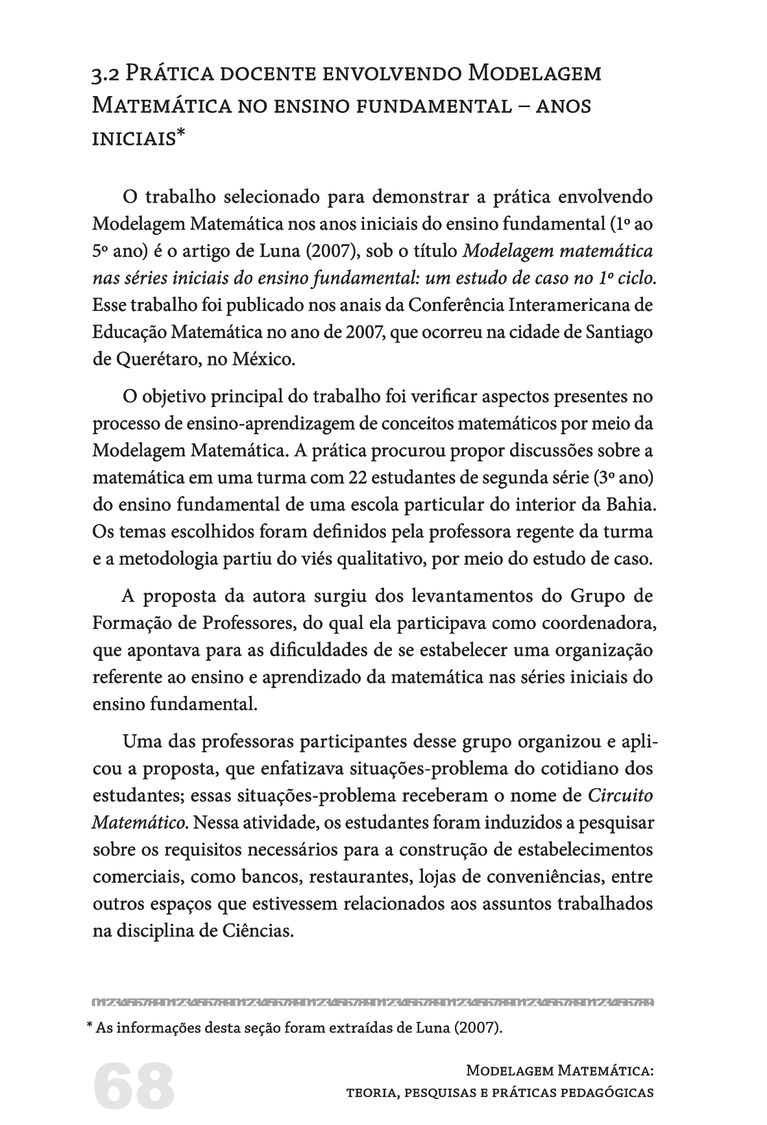 3.2 Prática docente envolvendo Modelagem
Matemática no ensino fundamental – anos
iniciais*
O trabalho selecionado para demonstrar a prática envolvendo
Modelagem Matemática nos anos iniciais do ensino fundamental (1º ao
5º ano) é o artigo de Luna (2007), sob o título Modelagem matemática
nas séries iniciais do ensino fundamental: um estudo de caso no 1º ciclo.
Esse trabalho foi publicado nos anais da Conferência Interamericana de
Educação Matemática no ano de 2007, que ocorreu na cidade de Santiago
de Querétaro, no México.
O objetivo principal do trabalho foi verificar aspectos presentes no
processo de ensino-aprendizagem de conceitos matemáticos por meio da
Modelagem Matemática. A prática procurou propor discussões sobre a
matemática em uma turma com 22 estudantes de segunda série (3º ano)
do ensino fundamental de uma escola particular do interior da Bahia.
Os temas escolhidos foram definidos pela professora regente da turma
e a metodologia partiu do viés qualitativo, por meio do estudo de caso.
A proposta da autora surgiu dos levantamentos do Grupo de
Formação de Professores, do qual ela participava como coordenadora,
que apontava para as dificuldades de se estabelecer uma organização
referente ao ensino e aprendizado da matemática nas séries iniciais do
ensino fundamental.
Uma das professoras participantes desse grupo organizou e apli-
cou a proposta, que enfatizava situações-problema do cotidiano dos
estudantes; essas situações-problema receberam o nome de Circuito
Matemático. Nessa atividade, os estudantes foram induzidos a pesquisar
sobre os requisitos necessários para a construção de estabelecimentos
comerciais, como bancos, restaurantes, lojas de conveniências, entre
outros espaços que estivessem relacionados aos assuntos trabalhados
na disciplina de Ciências.
0123456789012345678901234567890123456789012345678901234567890123456789
* As informações desta seção foram extraídas de Luna (2007).
68
Modelagem Matemática:
teoria, pesquisas e práticas pedagógicas